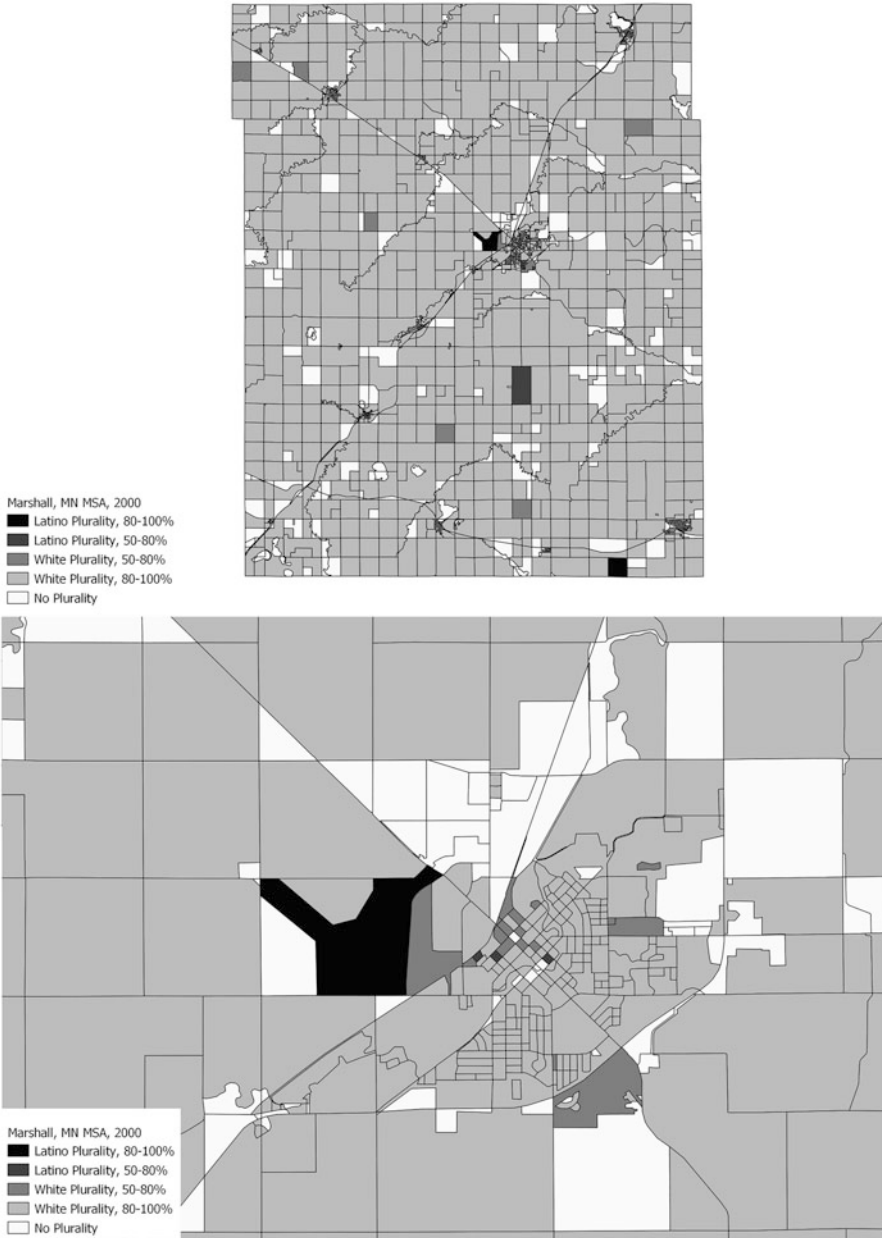 Marshall, MN MSA, 2000
Latino Plurality, 80-100%
Latino Plurality, 50-80%
White Plurality, 50-80%
White Plurality, 80-100%
No Plurality
Marshall, MN MSA, 2000
Latino Plurality, 80-100%
Latino Plurality, 50-80%
White Plurality, 50-80%
White Plurality, 80-100%
No Plurality